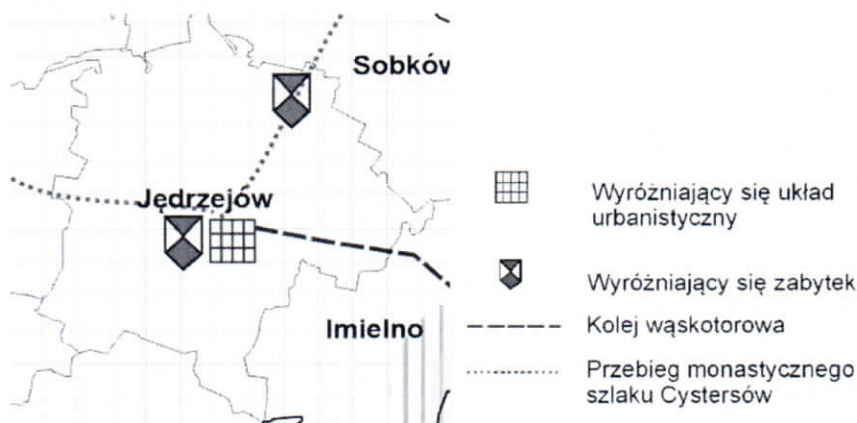 Sobków
Jędrzejów
Imielno
Wyróżniający się układ
urbanistyczny
Wyróżniający się zabytek
Kolej wąskotorowa
Przebieg monastycznego
szlaku Cystersów